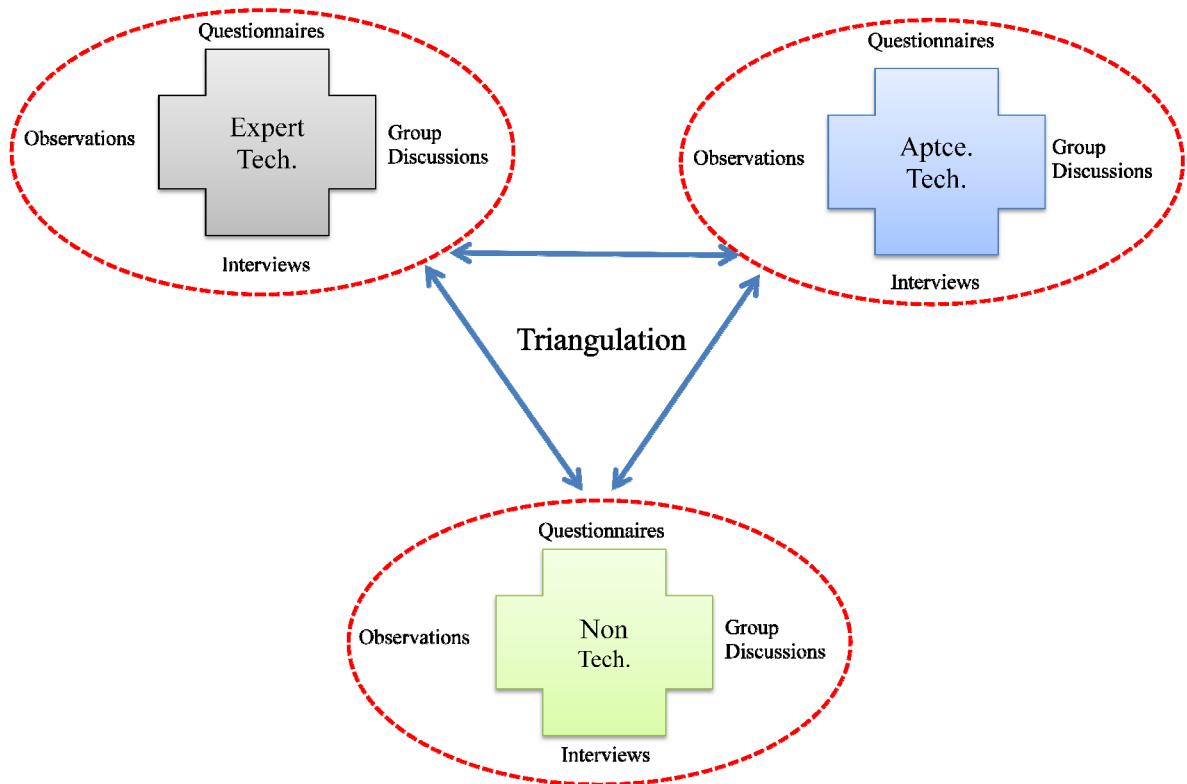 Questionnaires
Observations
Expert
Tech.
Group
Discussions
Interviews
Questionnaires
Observations
Aptce.
Tech.
Group
Discussions
Interviews
Triangulation
Questionnaires
Observations
Non
Tech.
Group
Discussions
Interviews